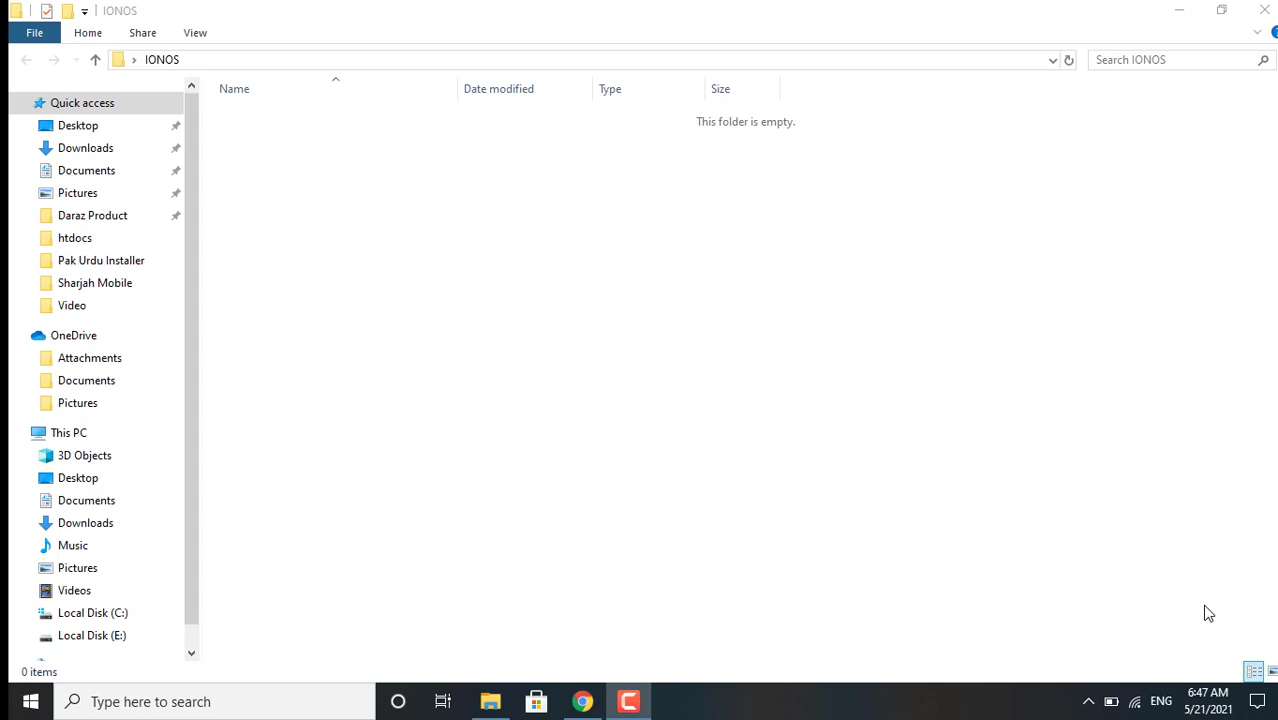 IONOS
File Home Share View
IONOS Search IONOS
Name Date modified Type Size
This folder is empty.
Quick access
Desktop
Downloads
Documents
Pictures
Daraz Product
htdocs
Pak Urdu Installer
Sharjah Mobile
Video
OneDrive
Attachments
Documents
Pictures
This PC
3D Objects
Desktop
Documents
Downloads
Music
Pictures
Videos
Local Disk (C:)
Local Disk (E:)
0 items
Type here to search
ENG
6:47 AM
5/21/2021